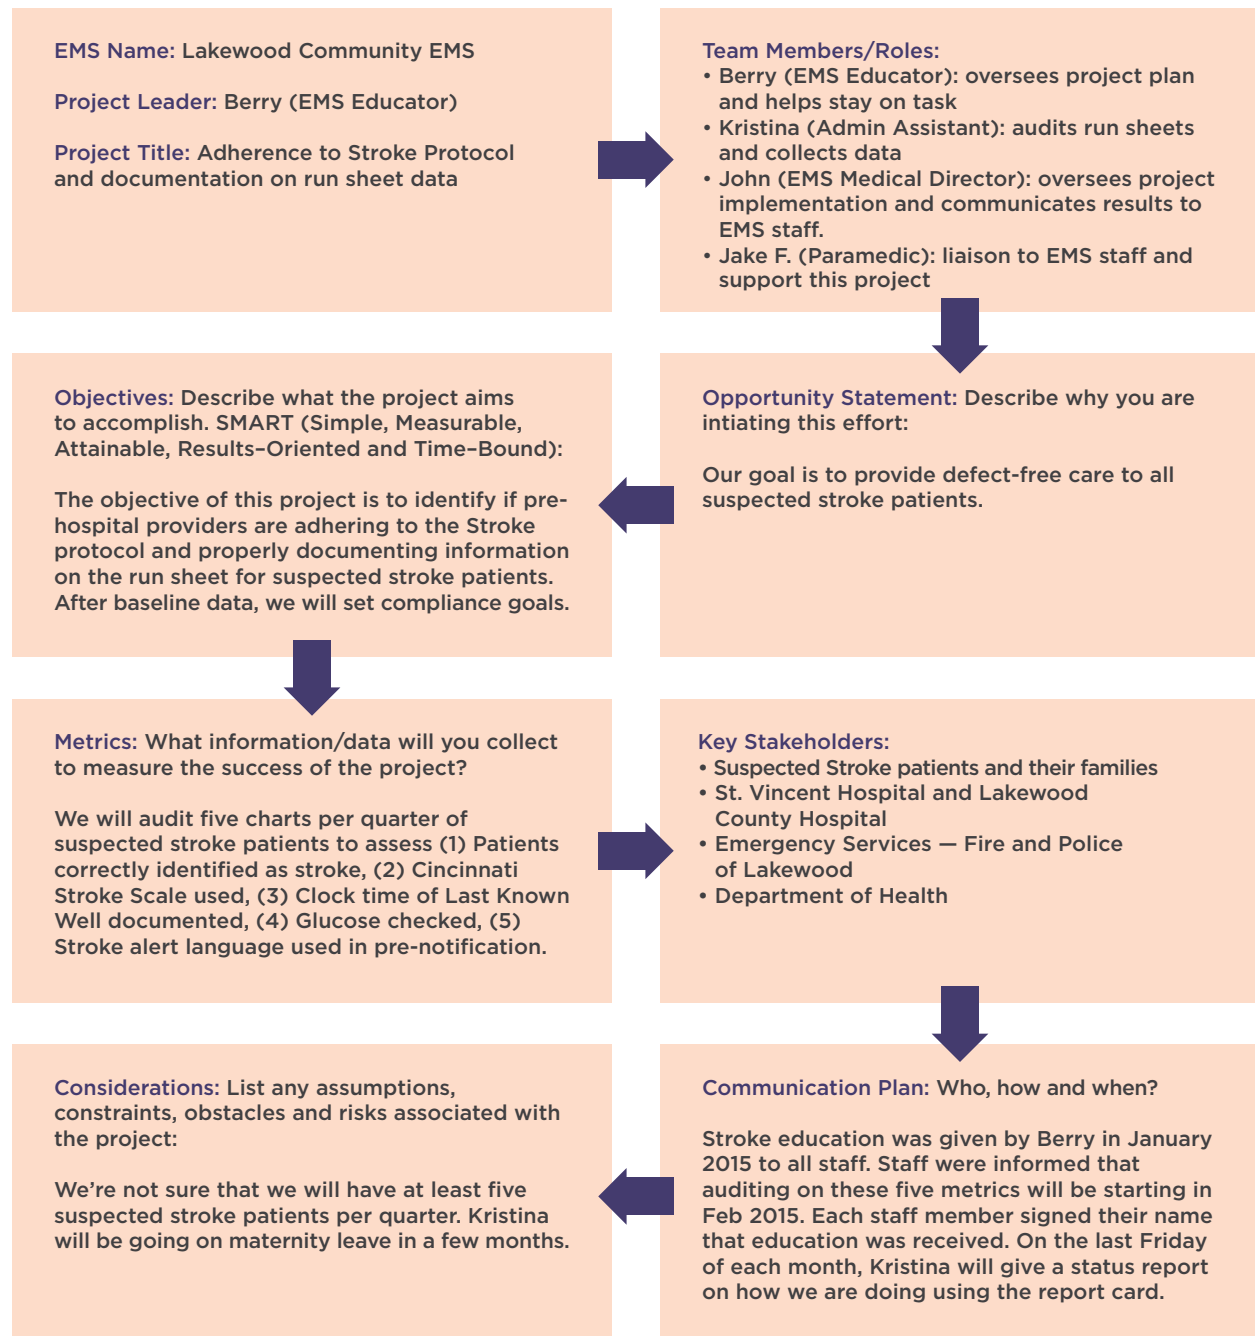 EMS Name: Lakewood Community EMS
Project Leader: Berry (EMS Educator)
Project Title: Adherence to Stroke Protocol
and documentation on run sheet data
Team Members/Roles:
• Berry (EMS Educator): oversees project plan
and helps stay on task
• Kristina (Admin Assistant): audits run sheets
and collects data
• John (EMS Medical Director): oversees project
implementation and communicates results to
EMS staff.
• Jake F. (Paramedic): liaison to EMS staff and
support this project
Opportunity Statement: Describe why you are
intiating this effort:
Our goal is to provide defect-free care to all
suspected stroke patients.
Objectives: Describe what the project aims
to accomplish. SMART (Simple, Measurable,
Attainable, Results–Oriented and Time–Bound):
The objective of this project is to identify if pre-
hospital providers are adhering to the Stroke
protocol and properly documenting information
on the run sheet for suspected stroke patients.
After baseline data, we will set compliance goals.
Metrics: What information/data will you collect
to measure the success of the project?
We will audit five charts per quarter of
suspected stroke patients to assess (1) Patients
correctly identified as stroke, (2) Cincinnati
Stroke Scale used, (3) Clock time of Last Known
Well documented, (4) Glucose checked, (5)
Stroke alert language used in pre-notification.
Key Stakeholders:
• Suspected Stroke patients and their families
• St. Vincent Hospital and Lakewood
County Hospital
• Emergency Services — Fire and Police
of Lakewood
• Department of Health
Communication Plan: Who, how and when?
Stroke education was given by Berry in January
2015 to all staff. Staff were informed that
auditing on these five metrics will be starting in
Feb 2015. Each staff member signed their name
that education was received. On the last Friday
of each month, Kristina will give a status report
on how we are doing using the report card.
Considerations: List any assumptions,
constraints, obstacles and risks associated with
the project:
We're not sure that we will have at least five
suspected stroke patients per quarter. Kristina
will be going on maternity leave in a few months.